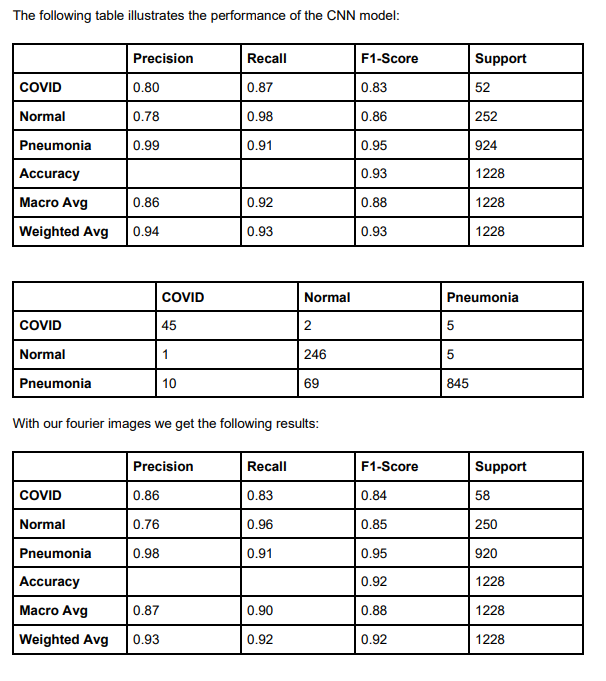 The following table illustrates the performance of the CNN model:
Precision Recall F1-Score Support
COVID 0.80 0.87 0.83 52
Normal 0.78 0.98 0.86 252
Pneumonia 0.99 0.91 0.95 924
Accuracy 0.93 1228
Macro Avg 0.86 0.92 0.88 1228
Weighted Avg 0.94 0.93 0.93 1228
COVID Normal Pneumonia
COVID 45 2 5
Normal 1 246 5
Pneumonia 10 69 845
With our fourier images we get the following results:
Precision Recall F1-Score Support
COVID 0.86 0.83 0.84 58
Normal 0.76 0.96 0.85 250
Pneumonia 0.98 0.91 0.95 920
Accuracy 0.92 1228
Macro Avg 0.87 0.90 0.88 1228
Weighted Avg 0.93 0.92 0.92 1228